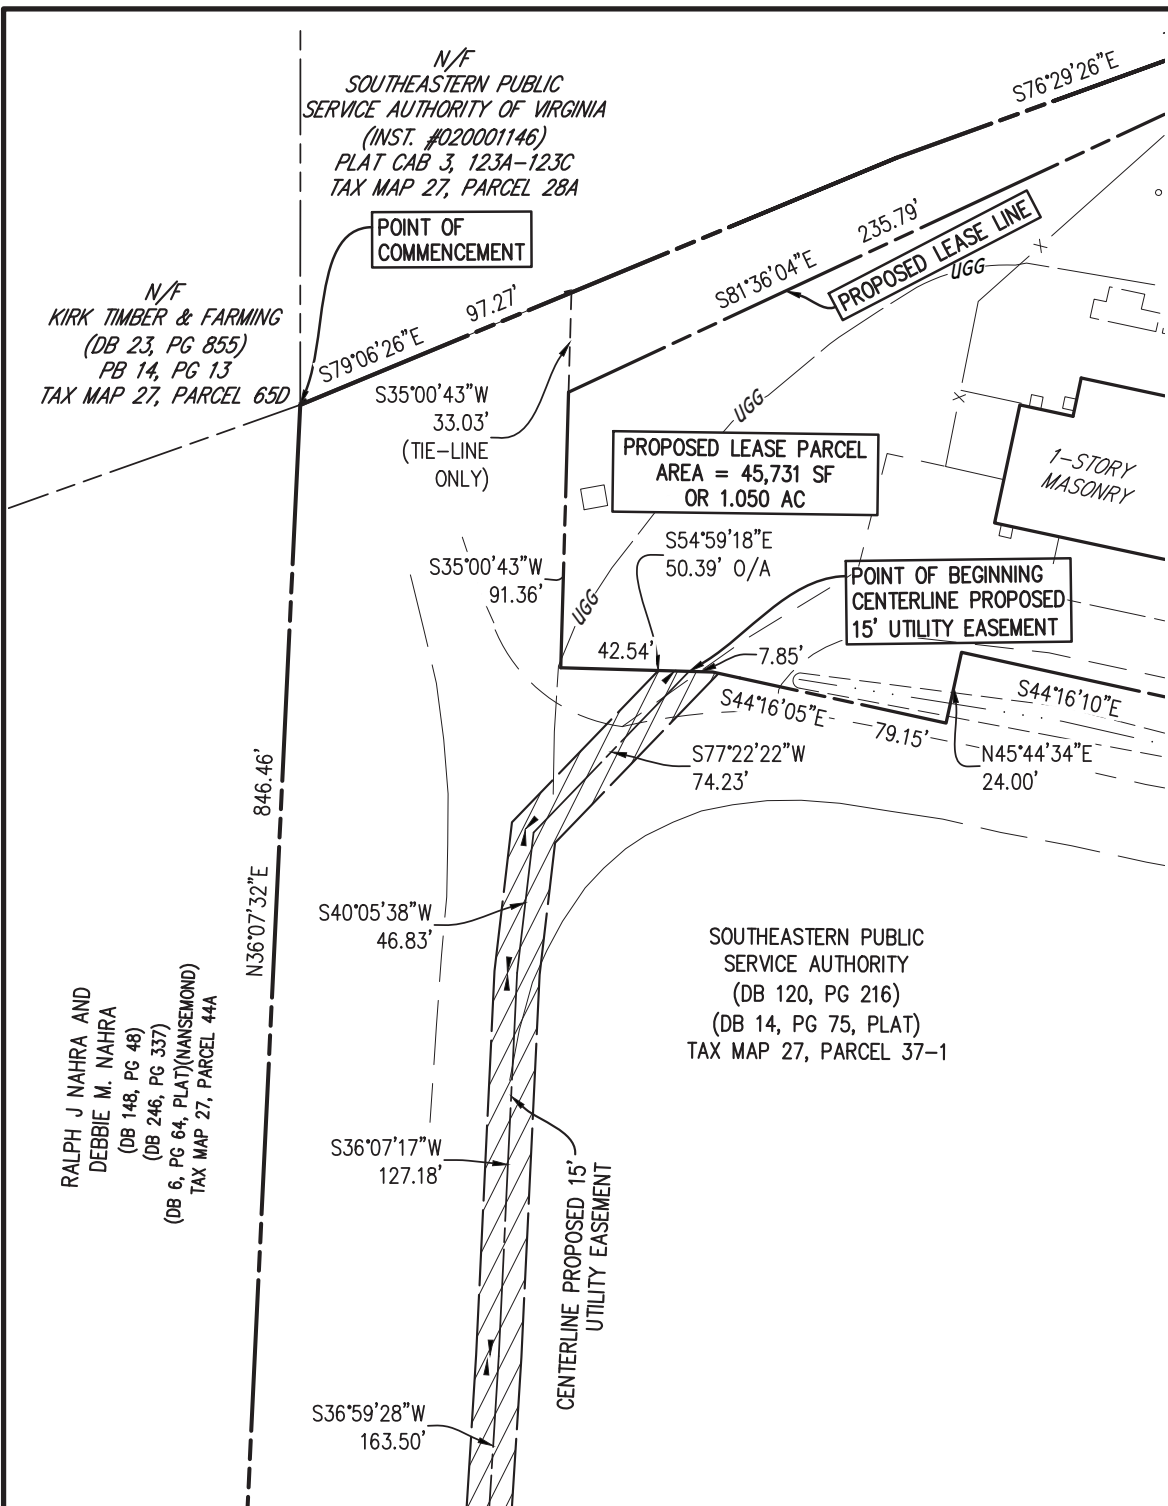 N/F
SOUTHEASTERN PUBLIC
SERVICE AUTHORITY OF VIRGINIA
(INST. #020001146)
PLAT CAB 3, 123A-123C
TAX MAP 27, PARCEL 28A
S76°29'26"E
POINT OF
COMMENCEMENT
235.79'
PROPOSED LEASE LINE
UGG
S81°36'04"E
N/F
KIRK TIMBER & FARMING
(DB 23, PG 855)
PB 14, PG 13
TAX MAP 27, PARCEL 65D
97.27'
S79°06'26"E
S35°00'43"W
33.03'
(TIE-LINE
ONLY)
UGG
X
X
PROPOSED LEASE PARCEL
AREA = 45,731 SF
OR 1.050 AC
1-STORY
MASONRY
S54°59'18"E
50.39' O/A
S35°00'43"W
91.36'
UGG
POINT OF BEGINNING
CENTERLINE PROPOSED
15' UTILITY EASEMENT
42.54'
7.85'
S44°16'05"E
79.15'
S44°16'10"E
N45°44'34"E
24.00'
S77°22'22"W
74.23'
846.46'
N36°07'32"E
S40°05'38"W
46.83'
SOUTHEASTERN PUBLIC
SERVICE AUTHORITY
(DB 120, PG 216)
(DB 14, PG 75, PLAT)
TAX MAP 27, PARCEL 37-1
RALPH J NAHRA AND
DEBBIE M. NAHRA
(DB 148, PG 48)
(DB 246, PG 337)
(DB 6, PG 64, PLAT)(NANSEMOND)
TAX MAP 27, PARCEL 44A
S36°07'17"W
127.18'
CENTERLINE PROPOSED 15'
UTILITY EASEMENT
S36°59'28"W
163.50'